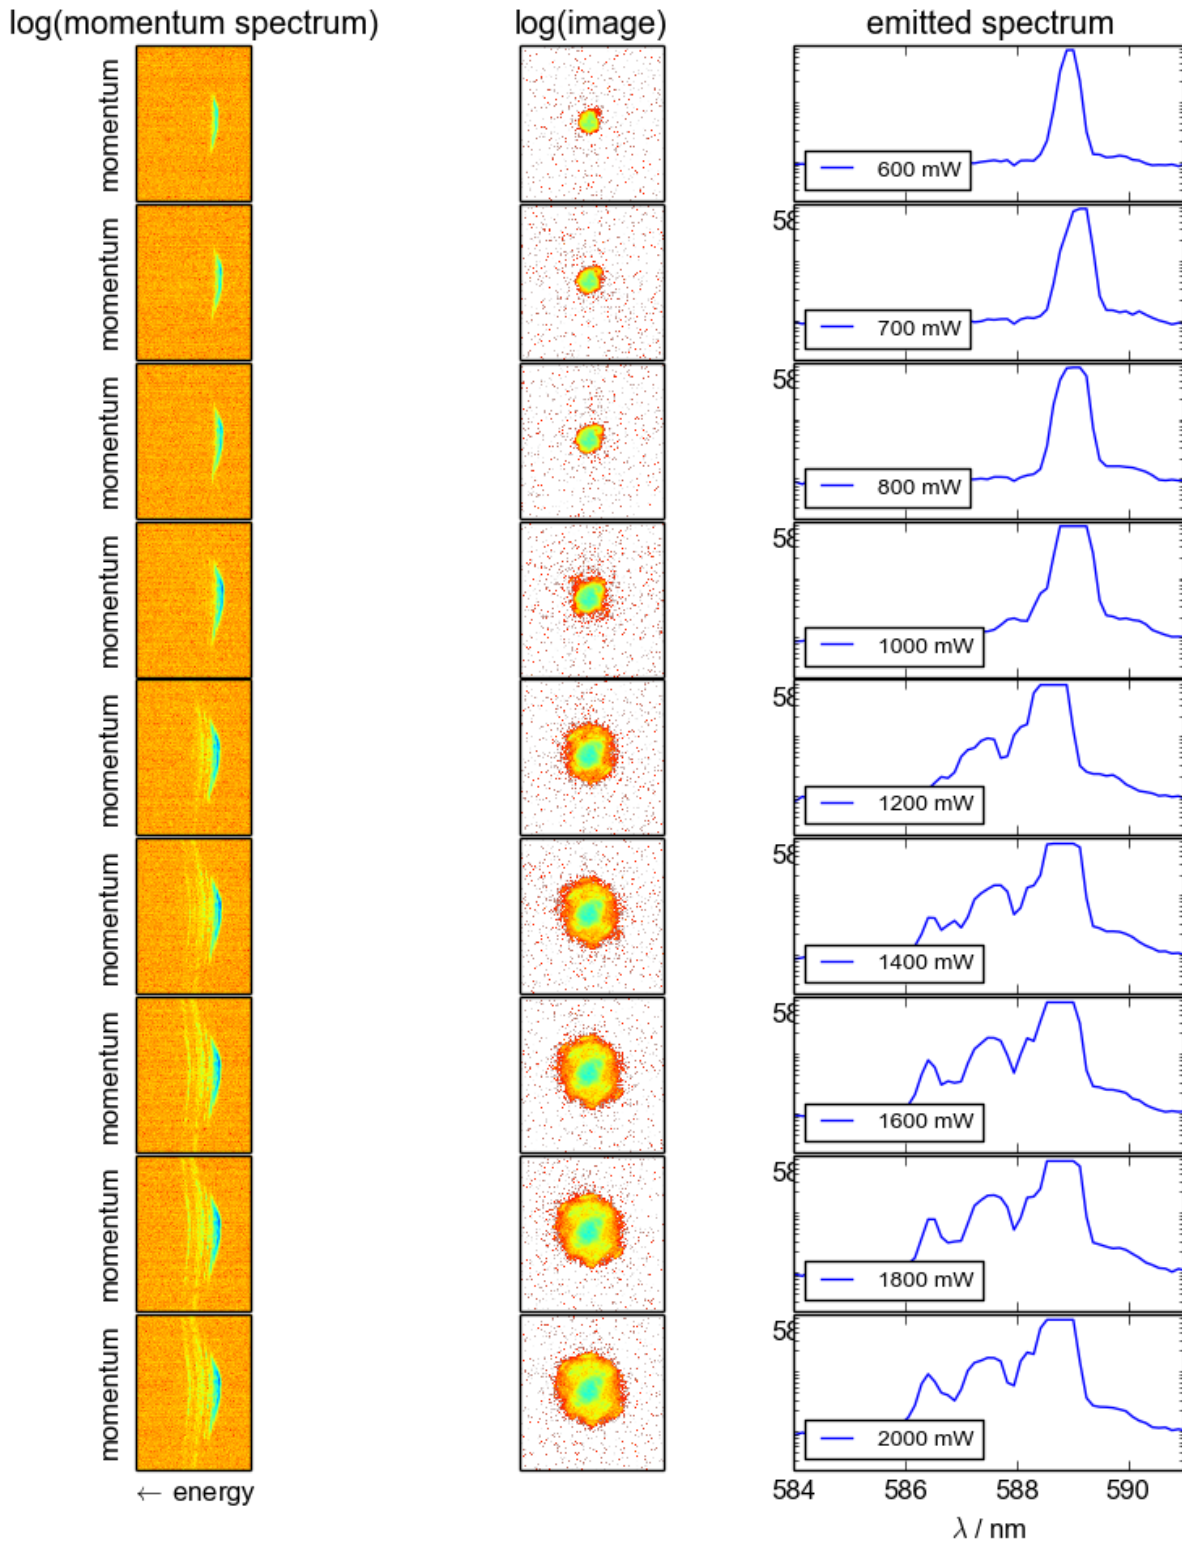 log(momentum spectrum) log(image) emitted spectrum
momentum
600 mW
momentum
58
700 mW
momentum
58
800 mW
momentum
58
1000 mW
momentum
58
1200 mW
momentum
58
1400 mW
momentum
58
1600 mW
momentum
58
1800 mW
momentum
58
2000 mW
584 586 588 590
← energy
λ / nm